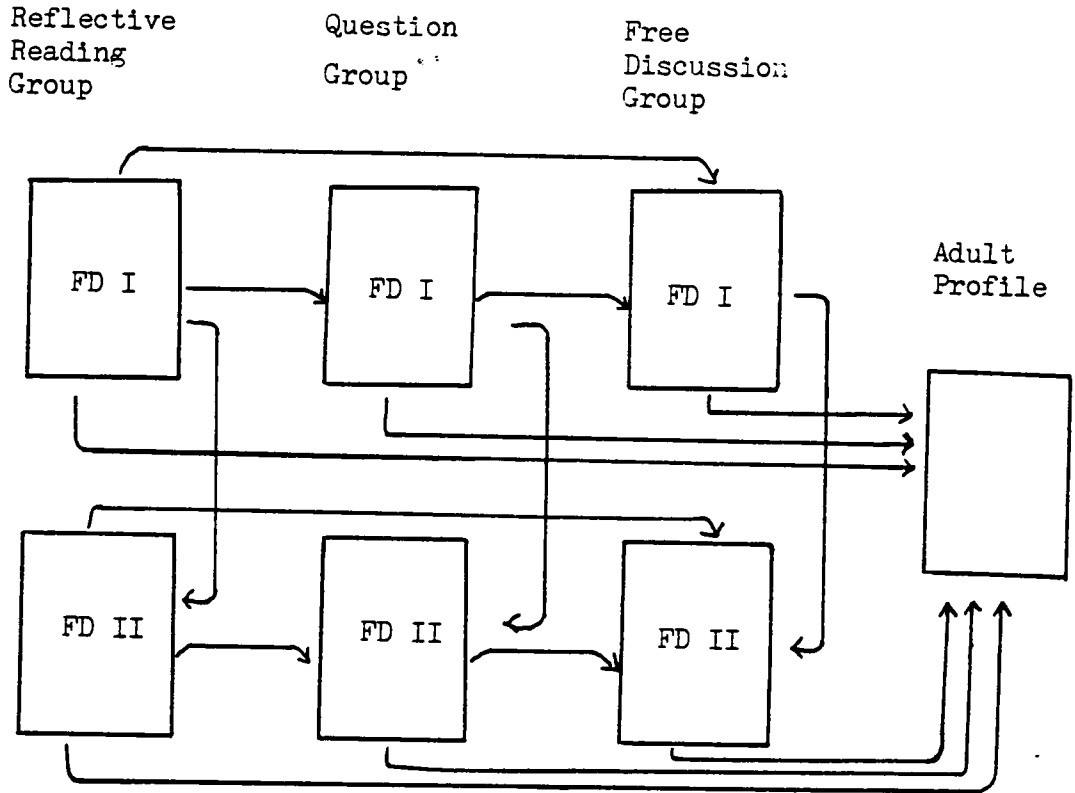 Reflective
Reading
Group
Question
Group
Free
Discussion
Group
FD I
FD I
FD I
Adult
Profile
FD II
FD II
FD II